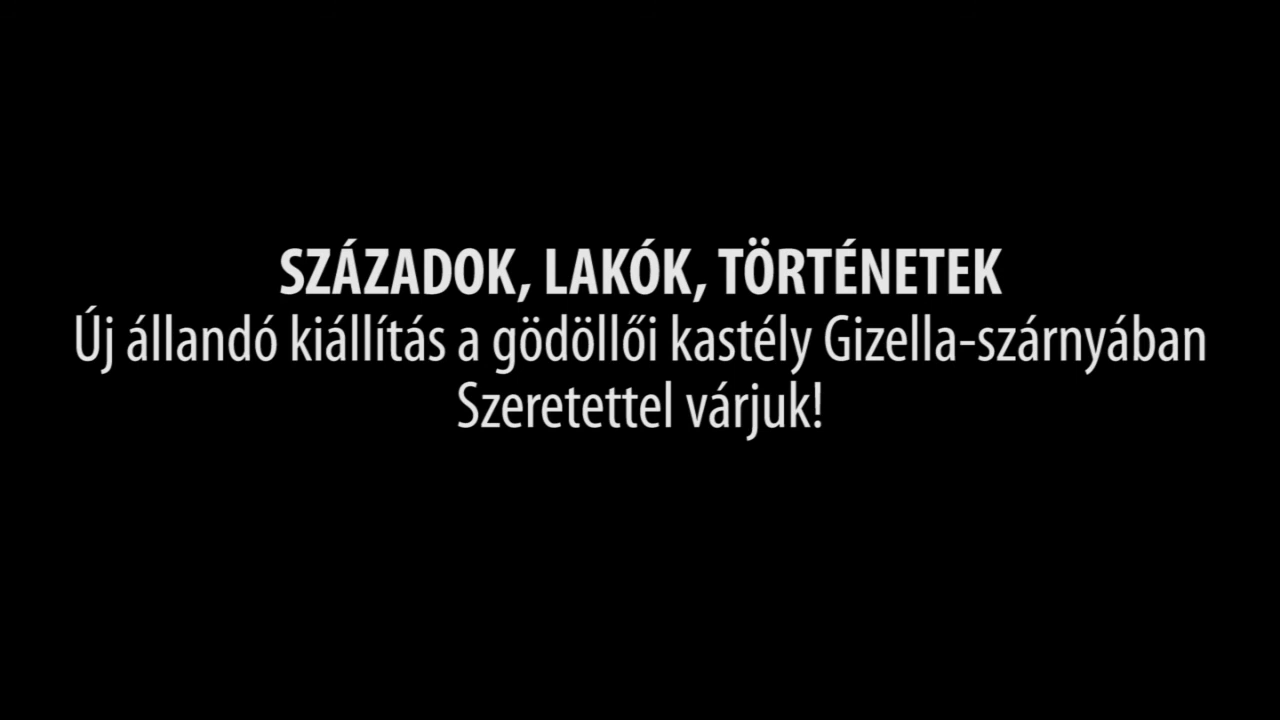 SZÁZADOK, LAKÓK, TÖRTÉNETEK
Új állandó kiállítás a gödöllői kastély Gizella-szárnyában
Szeretettel várjuk!